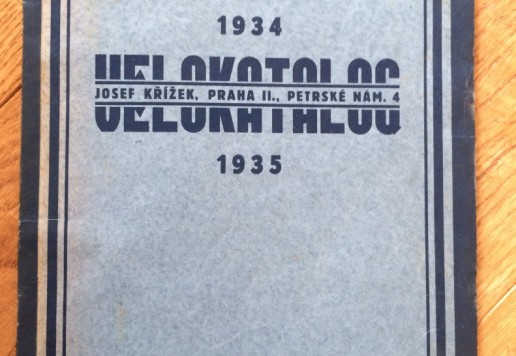 1934
VELOKATALOG
JOSEF KŘÍŽEK, PRAHA II., PETRSKÉ NÁM. 4
1935